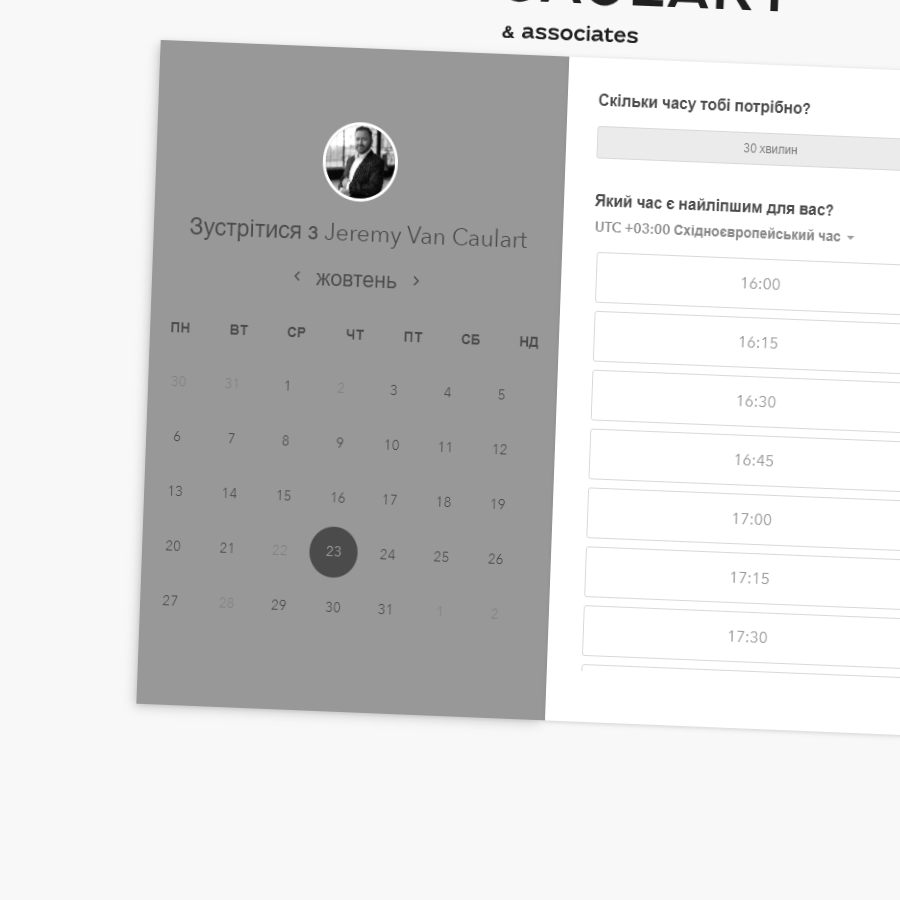 & associates
Зустрітися з Jeremy Van Caulart
жовтень
ПН ВТ СР ЧТ ПТ СБ НД
30 31 1 2 3 4 5
6 7 8 9 10 11 12
13 14 15 16 17 18 19
20 21 22 23 24 25 26
27 28 29 30 31 1 2
Скільки часу тобі потрібно?
30 хвилин
Який час є найліпшим для вас?
UTC +03:00 Східноєвропейський час
16:00
16:15
16:30
16:45
17:00
17:15
17:30